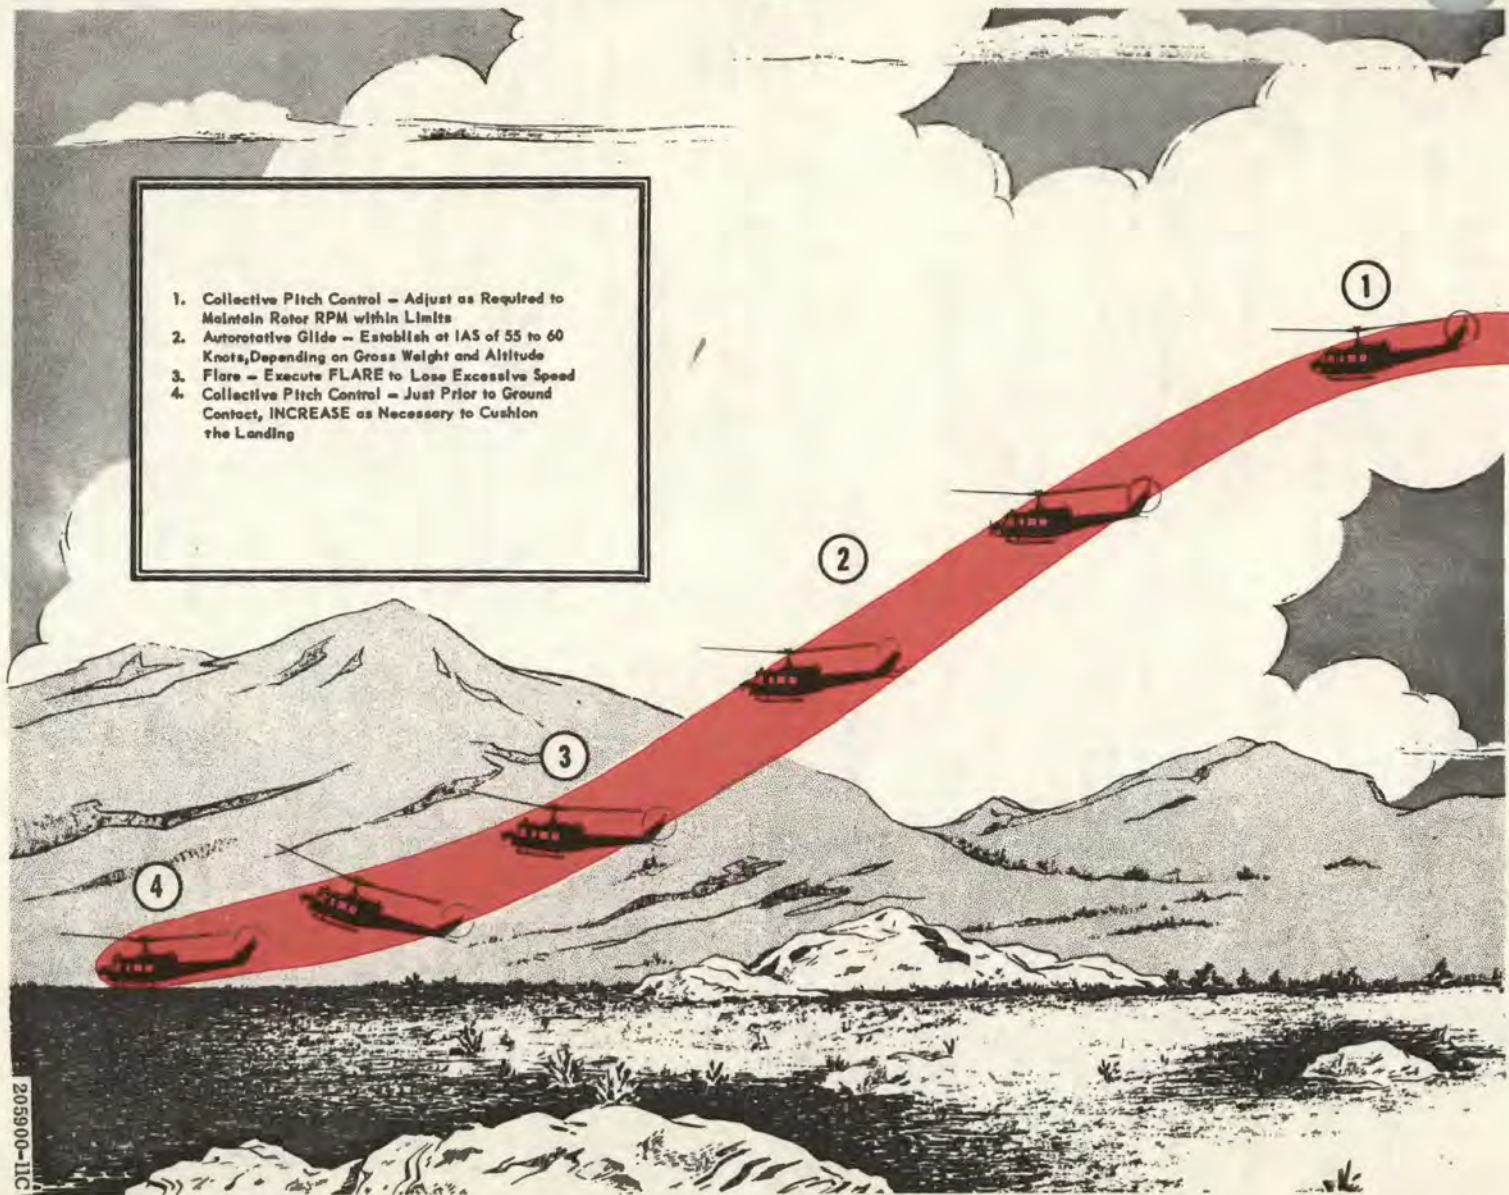 1. Collective Pitch Control – Adjust as Required to
Maintain Rotor RPM within Limits
2. Autorotative Glide – Establish at IAS of 55 to 60
Knots,Depending on Gross Weight and Altitude
3. Flare – Execute FLARE to Lose Excessive Speed
4. Collective Pitch Control – Just Prior to Ground
Contact, INCREASE as Necessary to Cushion
the Landing
1
2
3
4
205900-11C